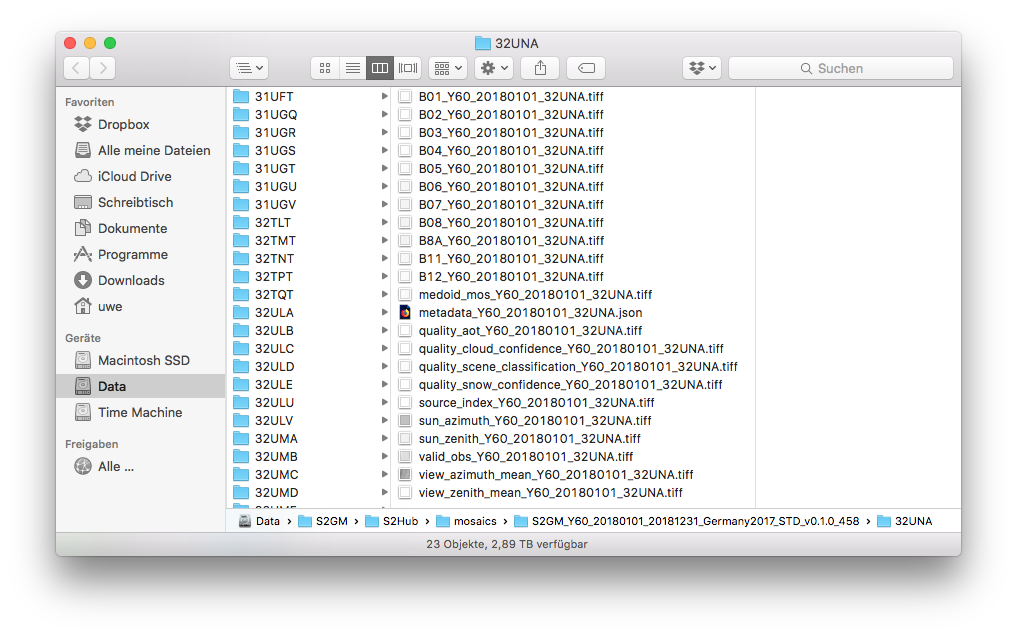 32UNA
Suchen
Favoriten
Dropbox
Alle meine Dateien
iCloud Drive
Schreibtisch
Dokumente
Programme
Downloads
uwe
Geräte
Macintosh SSD
Data
Time Machine
Freigaben
Alle ...
31UFT
31UGQ
31UGR
31UGS
31UGT
31UGU
31UGV
32TLT
32TMT
32TNT
32TPT
32TQT
32ULA
32ULB
32ULC
32ULD
32ULE
32ULU
32ULV
32UMA
32UMB
32UMC
32UMD
B01_Y60_20180101_32UNA.tiff
B02_Y60_20180101_32UNA.tiff
B03_Y60_20180101_32UNA.tiff
B04_Y60_20180101_32UNA.tiff
B05_Y60_20180101_32UNA.tiff
B06_Y60_20180101_32UNA.tiff
B07_Y60_20180101_32UNA.tiff
B08_Y60_20180101_32UNA.tiff
B8A_Y60_20180101_32UNA.tiff
B11_Y60_20180101_32UNA.tiff
B12_Y60_20180101_32UNA.tiff
medoid_mos_Y60_20180101_32UNA.tiff
metadata_Y60_20180101_32UNA.json
quality_aot_Y60_20180101_32UNA.tiff
quality_cloud_confidence_Y60_20180101_32UNA.tiff
quality_scene_classification_Y60_20180101_32UNA.tiff
quality_snow_confidence_Y60_20180101_32UNA.tiff
source_index_Y60_20180101_32UNA.tiff
sun_azimuth_Y60_20180101_32UNA.tiff
sun_zenith_Y60_20180101_32UNA.tiff
valid_obs_Y60_20180101_32UNA.tiff
view_azimuth_mean_Y60_20180101_32UNA.tiff
view_zenith_mean_Y60_20180101_32UNA.tiff
Data › S2GM › S2Hub › mosaics › S2GM_Y60_20180101_20181231_Germany2017_STD_v0.1.0_458 › 32UNA
23 Objekte, 2,89 TB verfügbar